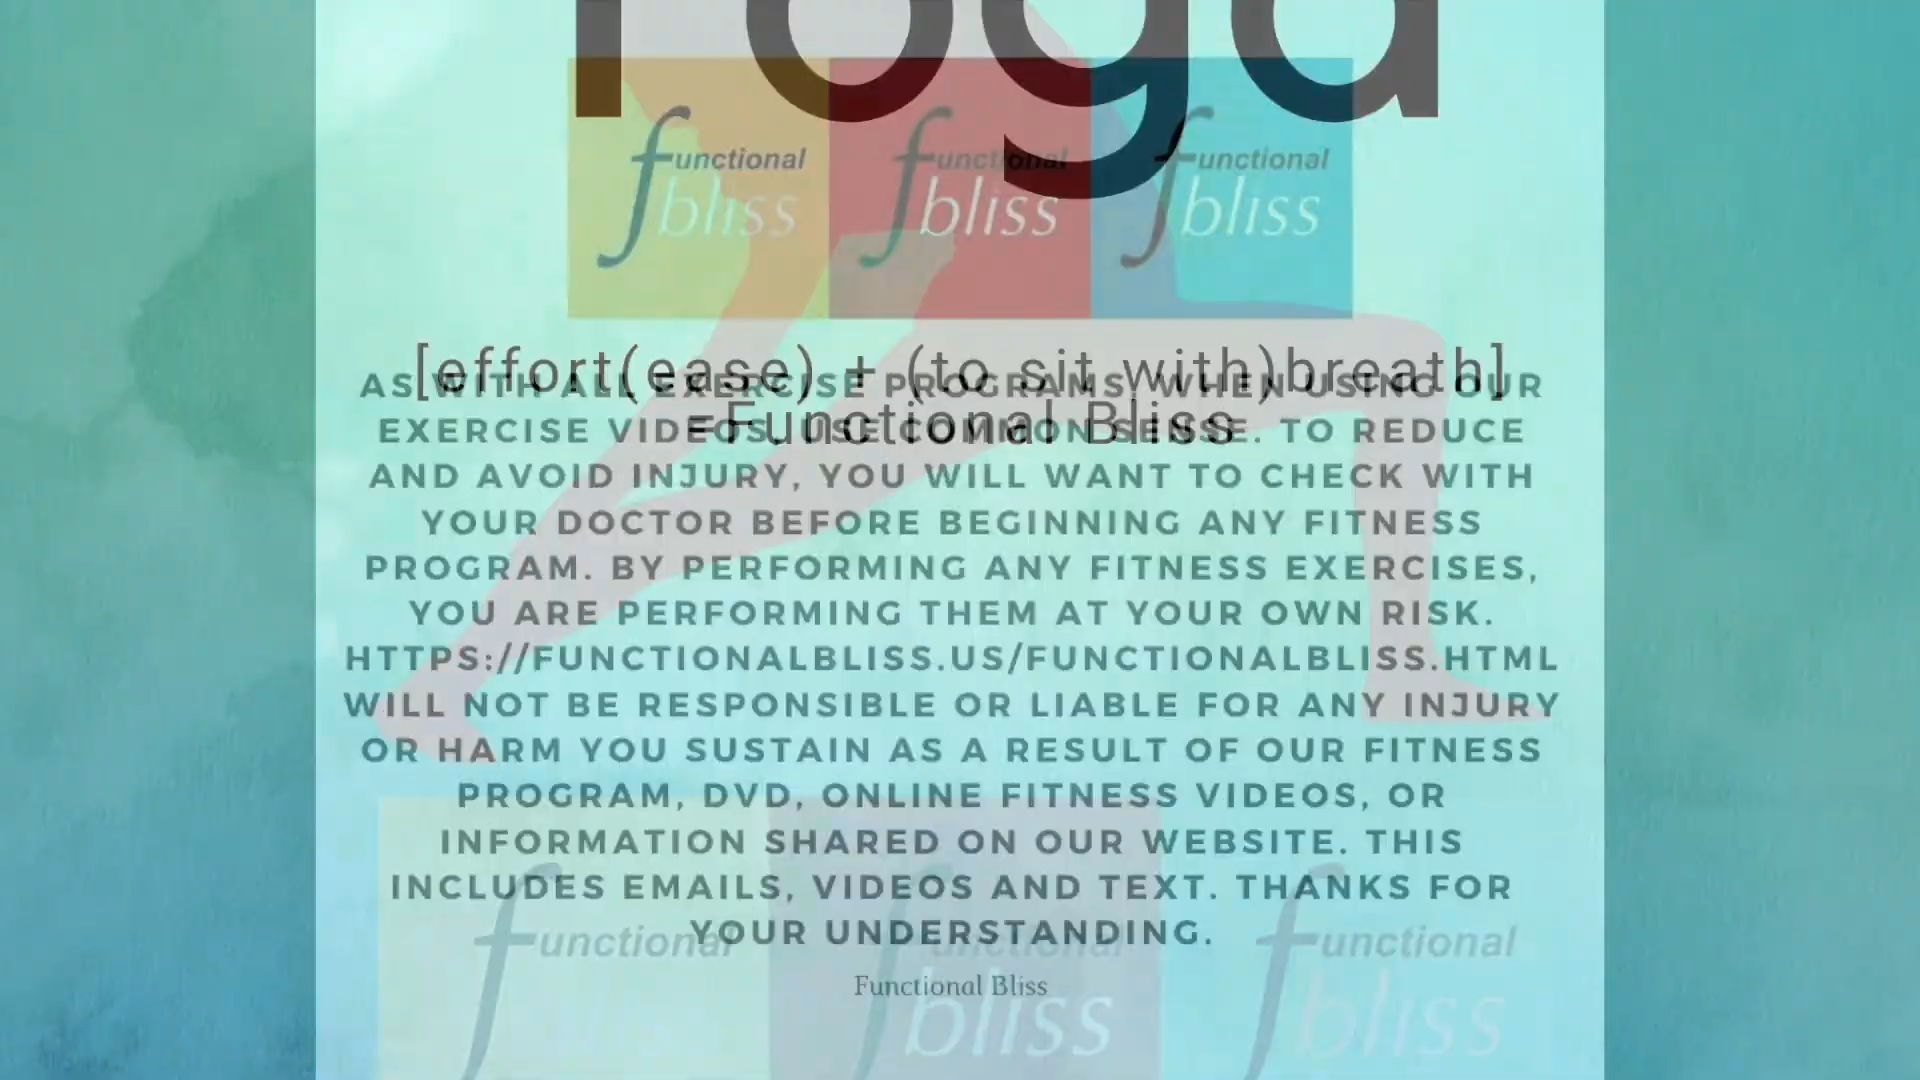 Yoga
functional functional functional
bliss bliss bliss
[effort(ease) + (to sit with)breath]
=Functional Bliss
AS WITH ALL EXERCISE PROGRAMS, WHEN USING OUR
EXERCISE VIDEOS, USE COMMON SENSE. TO REDUCE
AND AVOID INJURY, YOU WILL WANT TO CHECK WITH
YOUR DOCTOR BEFORE BEGINNING ANY FITNESS
PROGRAM. BY PERFORMING ANY FITNESS EXERCISES,
YOU ARE PERFORMING THEM AT YOUR OWN RISK.
HTTPS://FUNCTIONALBLISS.US/FUNCTIONALBLISS.HTML
WILL NOT BE RESPONSIBLE OR LIABLE FOR ANY INJURY
OR HARM YOU SUSTAIN AS A RESULT OF OUR FITNESS
PROGRAM, DVD, ONLINE FITNESS VIDEOS, OR
INFORMATION SHARED ON OUR WEBSITE. THIS
INCLUDES EMAILS, VIDEOS AND TEXT. THANKS FOR
YOUR UNDERSTANDING.
functional functional functional
Functional Bliss
bliss bliss